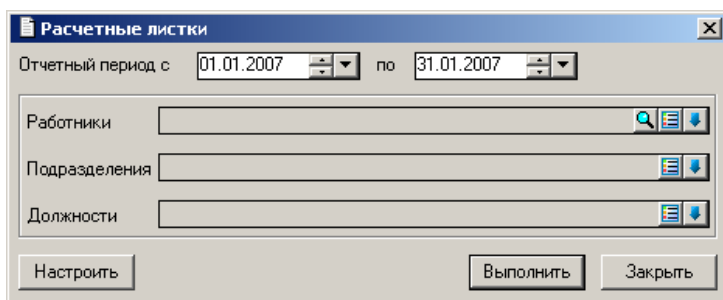 Расчетные листки
Отчетный период с 01.01.2007 по 31.01.2007
Работники
Подразделения
Должности
Настроить Выполнить Закрыть